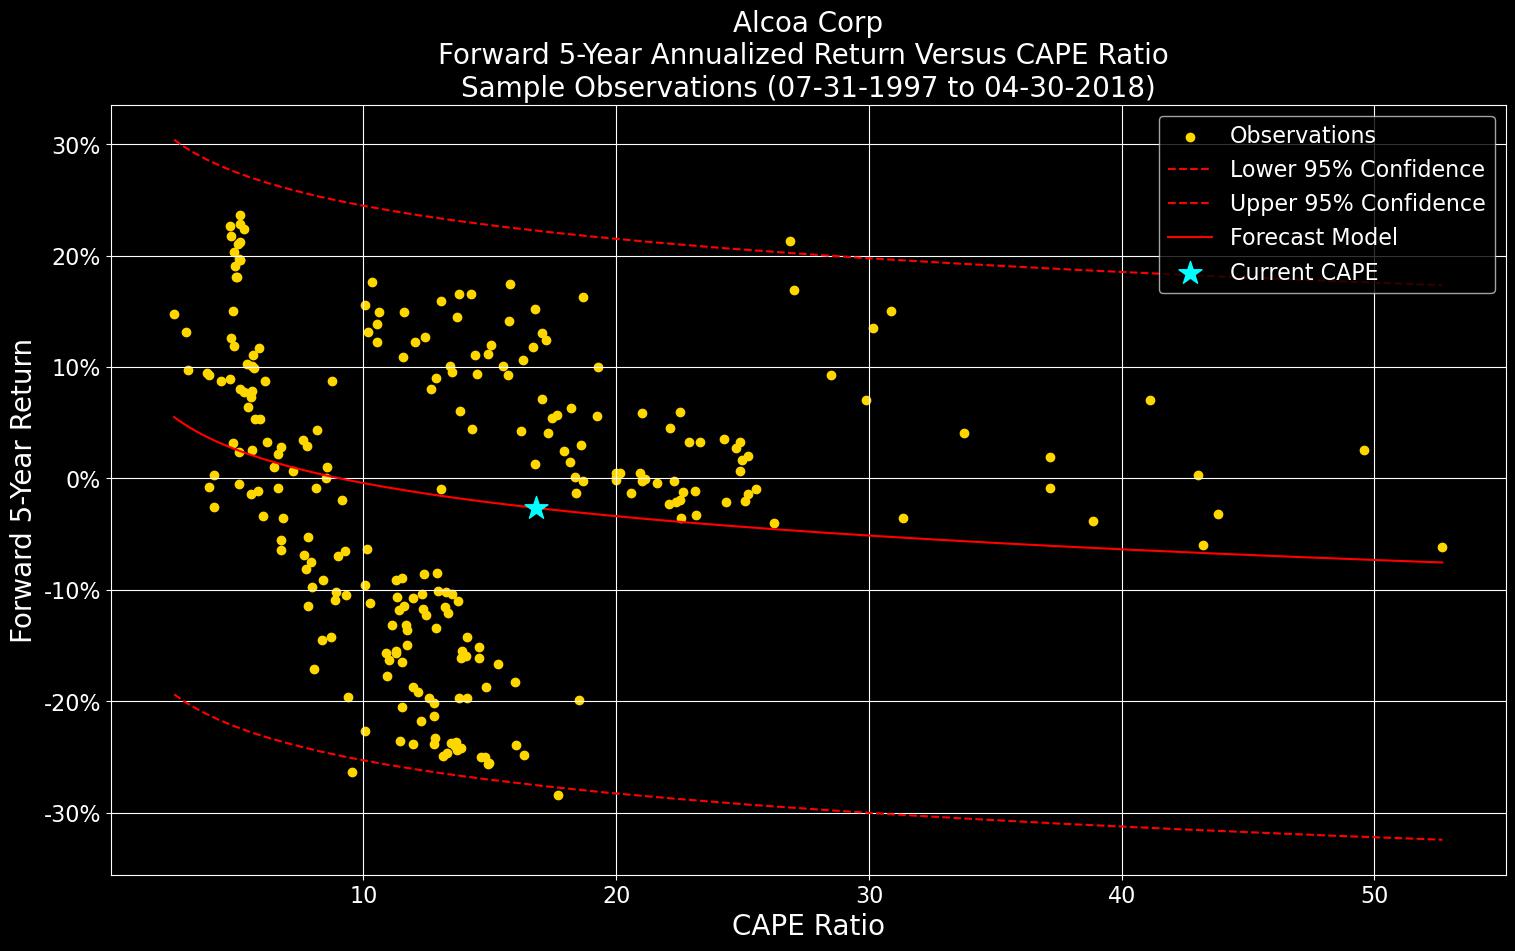 Alcoa Corp
Forward 5-Year Annualized Return Versus CAPE Ratio
Sample Observations (07-31-1997 to 04-30-2018)
Observations
Lower 95% Confidence
Upper 95% Confidence
Forecast Model
Current CAPE
Forward 5-Year Return
30%
20%
10%
0%
-10%
-20%
-30%
10 20 30 40 50
CAPE Ratio